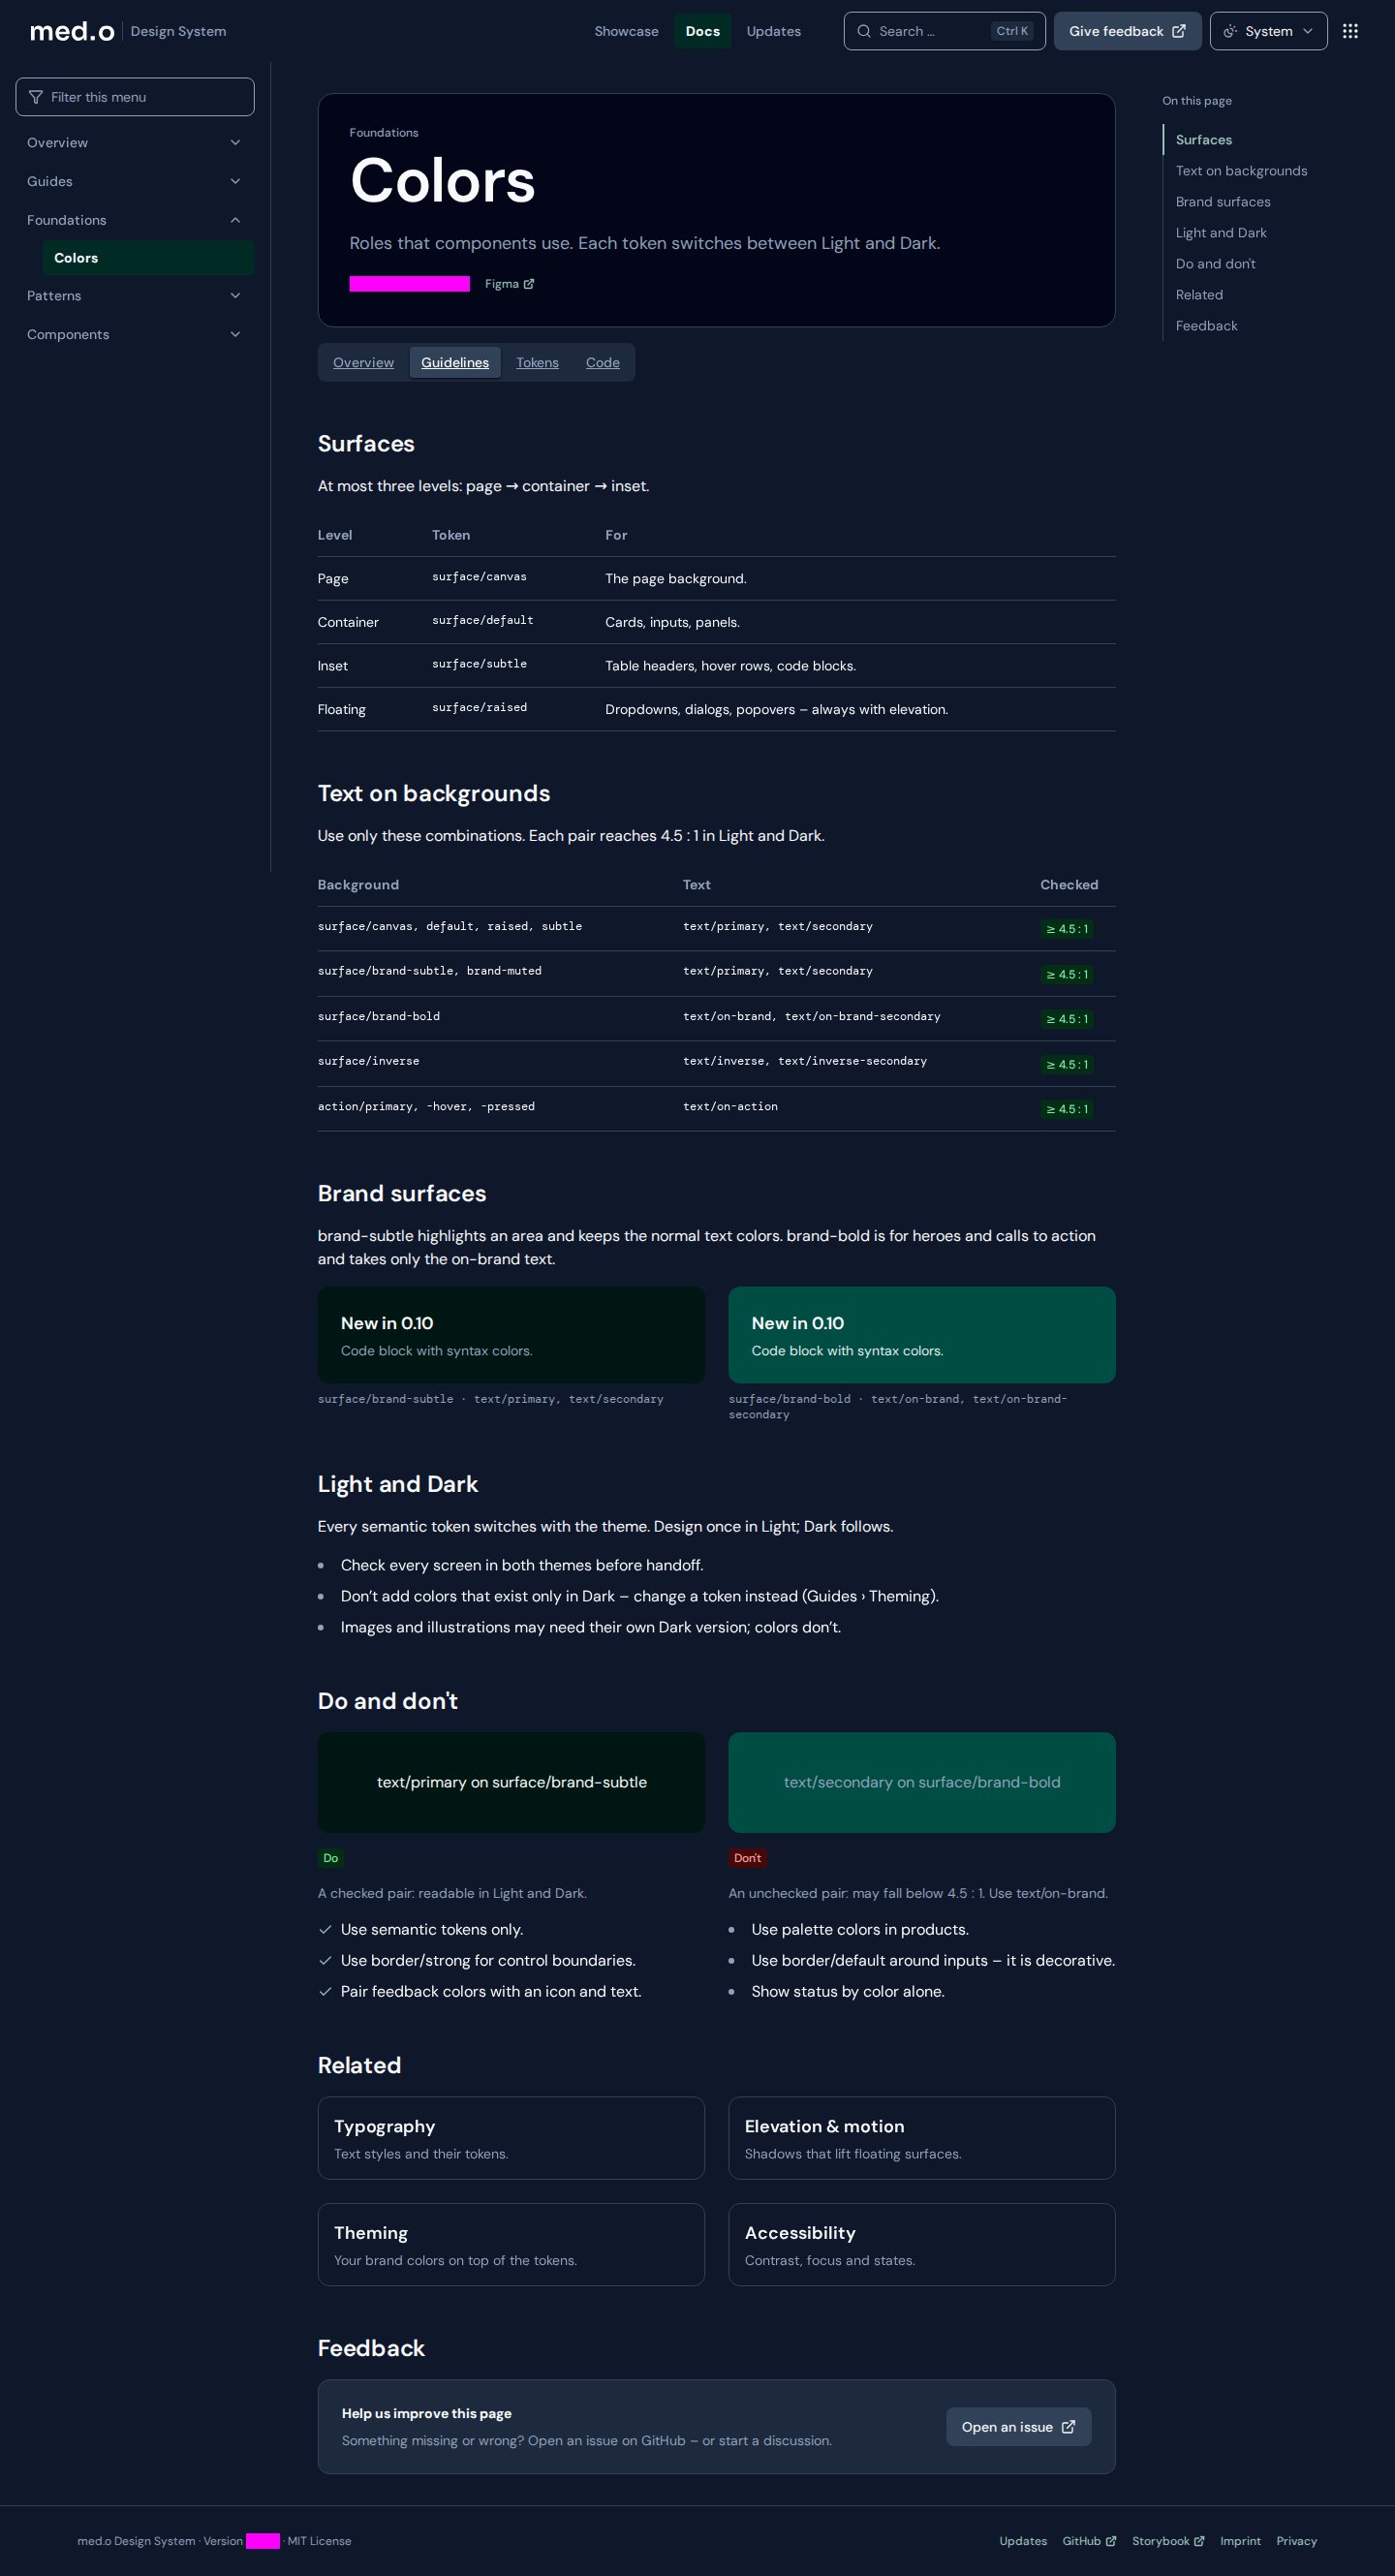 med.o Design System
Showcase
Docs
Updates
Search …
Ctrl K
Give feedback
System
Filter this menu
Overview
Guides
Foundations
Colors
Patterns
Components
Foundations
Colors
Roles that components use. Each token switches between Light and Dark.
Figma
On this page
Surfaces
Text on backgrounds
Brand surfaces
Light and Dark
Do and don't
Related
Feedback
Overview Guidelines Tokens Code
Surfaces
At most three levels: page → container → inset.
Level Token For
Page surface/canvas The page background.
Container surface/default Cards, inputs, panels.
Inset surface/subtle Table headers, hover rows, code blocks.
Floating surface/raised Dropdowns, dialogs, popovers – always with elevation.
Text on backgrounds
Use only these combinations. Each pair reaches 4.5 : 1 in Light and Dark.
Background Text Checked
surface/canvas, default, raised, subtle text/primary, text/secondary ≥ 4.5 : 1
surface/brand-subtle, brand-muted text/primary, text/secondary ≥ 4.5 : 1
surface/brand-bold text/on-brand, text/on-brand-secondary ≥ 4.5 : 1
surface/inverse text/inverse, text/inverse-secondary ≥ 4.5 : 1
action/primary, -hover, -pressed text/on-action ≥ 4.5 : 1
Brand surfaces
brand-subtle highlights an area and keeps the normal text colors. brand-bold is for heroes and calls to action
and takes only the on-brand text.
New in 0.10
Code block with syntax colors.
surface/brand-subtle · text/primary, text/secondary
New in 0.10
Code block with syntax colors.
surface/brand-bold · text/on-brand, text/on-brand-
secondary
Light and Dark
Every semantic token switches with the theme. Design once in Light; Dark follows.
• Check every screen in both themes before handoff.
• Don’t add colors that exist only in Dark – change a token instead (Guides › Theming).
• Images and illustrations may need their own Dark version; colors don’t.
Do and don't
text/primary on surface/brand-subtle
Do
A checked pair: readable in Light and Dark.
✓ Use semantic tokens only.
✓ Use border/strong for control boundaries.
✓ Pair feedback colors with an icon and text.
text/secondary on surface/brand-bold
Don't
An unchecked pair: may fall below 4.5 : 1. Use text/on-brand.
• Use palette colors in products.
• Use border/default around inputs – it is decorative.
• Show status by color alone.
Related
Typography
Text styles and their tokens.
Elevation & motion
Shadows that lift floating surfaces.
Theming
Your brand colors on top of the tokens.
Accessibility
Contrast, focus and states.
Feedback
Help us improve this page
Something missing or wrong? Open an issue on GitHub – or start a discussion.
Open an issue
med.o Design System · Version · MIT License
Updates GitHub Storybook Imprint Privacy